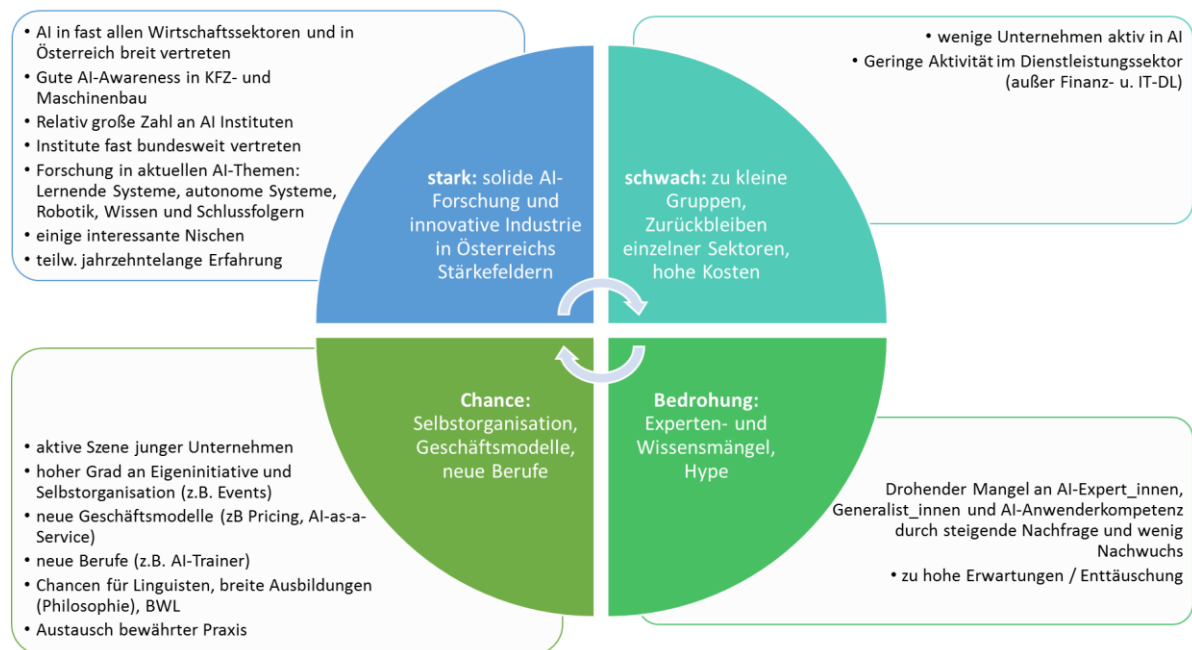 • AI in fast allen Wirtschaftssektoren und in
Österreich breit vertreten
• Gute AI-Awareness in KFZ- und
Maschinenbau
• Relativ große Zahl an AI Instituten
• Institute fast bundesweit vertreten
• Forschung in aktuellen AI-Themen:
Lernende Systeme, autonome Systeme,
Robotik, Wissen und Schlussfolgern
• einige interessante Nischen
• teilw. jahrzehntelange Erfahrung
stark: solide AI-
Forschung und
innovative Industrie
in Österreichs
Stärkefeldern
• wenige Unternehmen aktiv in AI
• Geringe Aktivität im Dienstleistungssektor
(außer Finanz- u. IT-DL)
schwach: zu kleine
Gruppen,
Zurückbleiben
einzelner Sektoren,
hohe Kosten
Chance:
Selbstorganisation,
Geschäftsmodelle,
neue Berufe
• aktive Szene junger Unternehmen
• hoher Grad an Eigeninitiative und
Selbstorganisation (z.B. Events)
• neue Geschäftsmodelle (zB Pricing, AI-as-a-
Service)
• neue Berufe (z.B. AI-Trainer)
• Chancen für Linguisten, breite Ausbildungen
(Philosophie), BWL
• Austausch bewährter Praxis
Bedrohung:
Experten- und
Wissensmängel,
Hype
Drohender Mangel an AI-Expert_innen,
Generalist_innen und AI-Anwenderkompetenz
durch steigende Nachfrage und wenig
Nachwuchs
• zu hohe Erwartungen / Enttäuschung